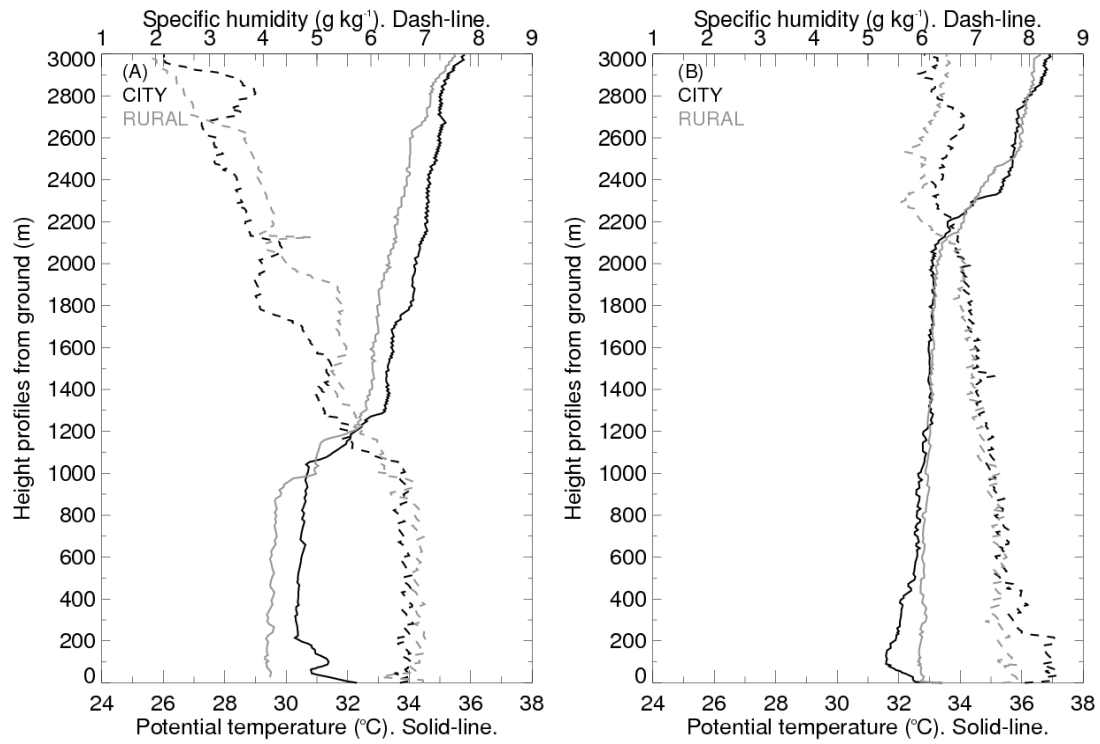 Specific humidity (g kg⁻¹). Dash-line.
1 2 3 4 5 6 7 8 9
(A)
CITY
RURAL
3000
2800
2600
2400
2200
2000
1800
1600
1400
1200
1000
800
600
400
200
0
Height profiles from ground (m)
24 26 28 30 32 34 36 38
Potential temperature (°C). Solid-line.
Specific humidity (g kg⁻¹). Dash-line.
1 2 3 4 5 6 7 8 9
(B)
CITY
RURAL
3000
2800
2600
2400
2200
2000
1800
1600
1400
1200
1000
800
600
400
200
0
Height profiles from ground (m)
24 26 28 30 32 34 36 38
Potential temperature (°C). Solid-line.